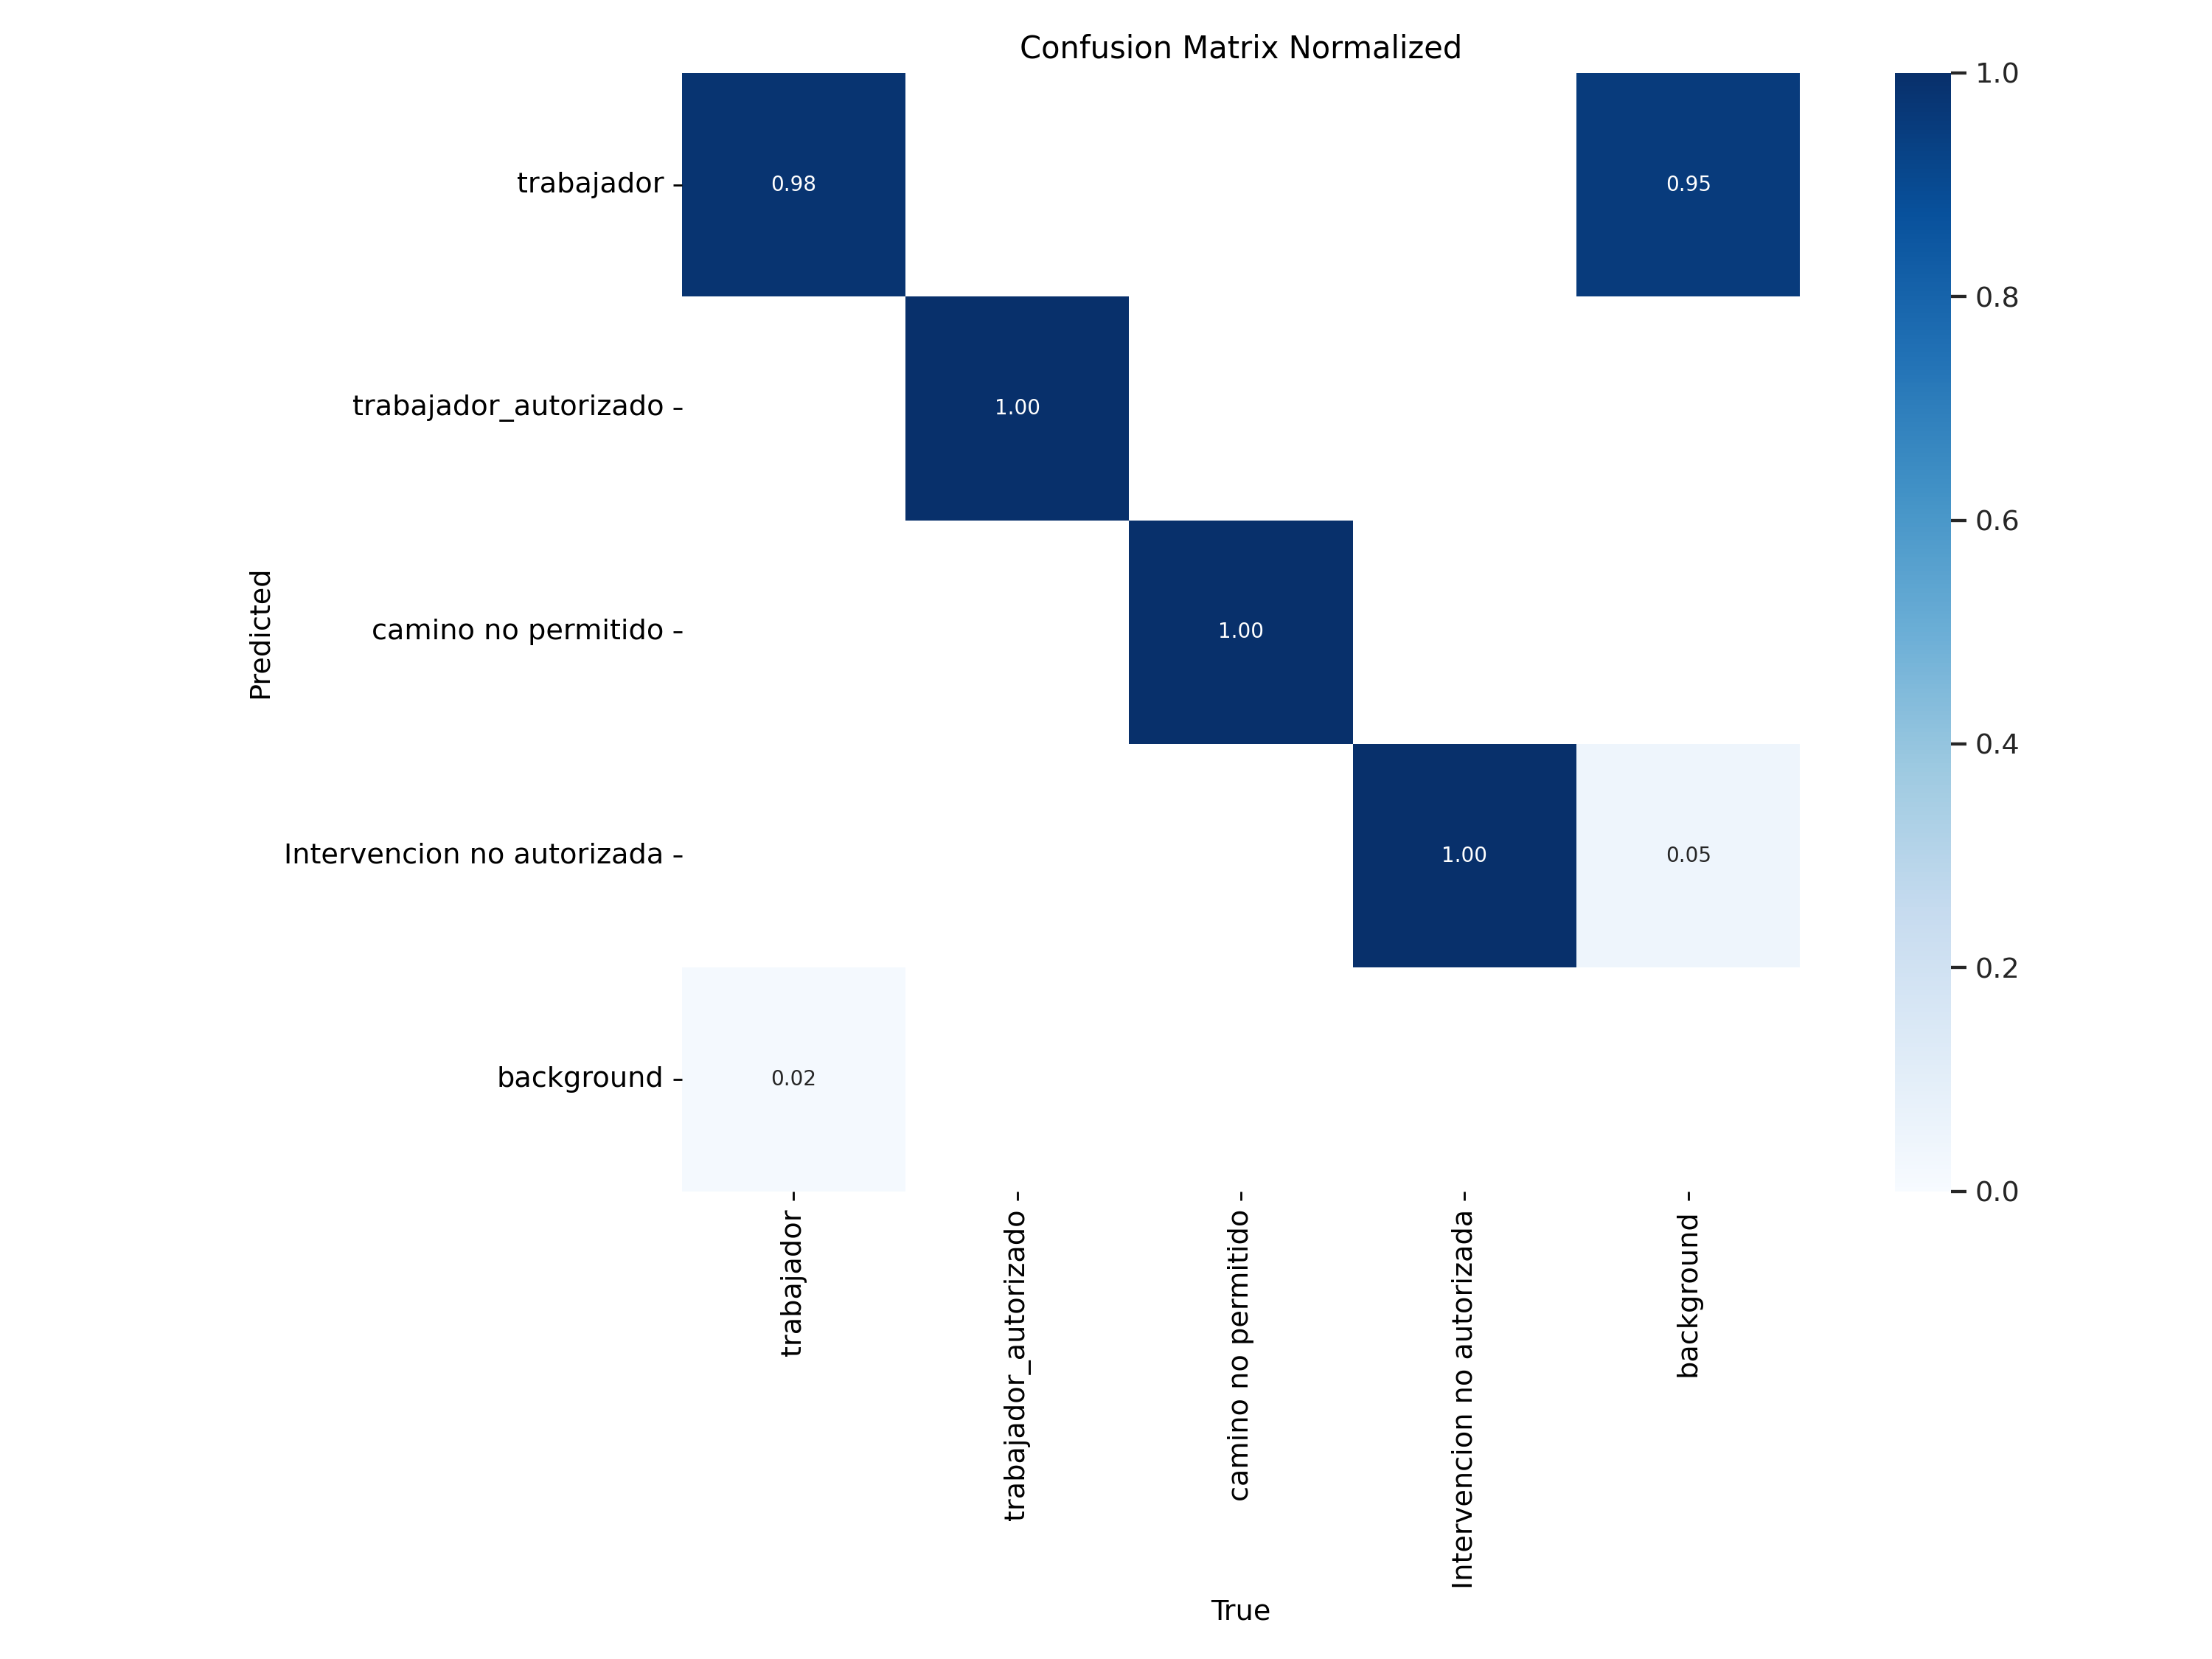 Confusion Matrix Normalized
trabajador
0.98
0.95
1.0
trabajador_autorizado
1.00
0.8
camino no permitido
1.00
0.6
Intervencion no autorizada
1.00
0.05
0.4
background
0.02
0.2
0.0
Predicted
trabajador
trabajador_autorizado
camino no permitido
Intervencion no autorizada
background
True